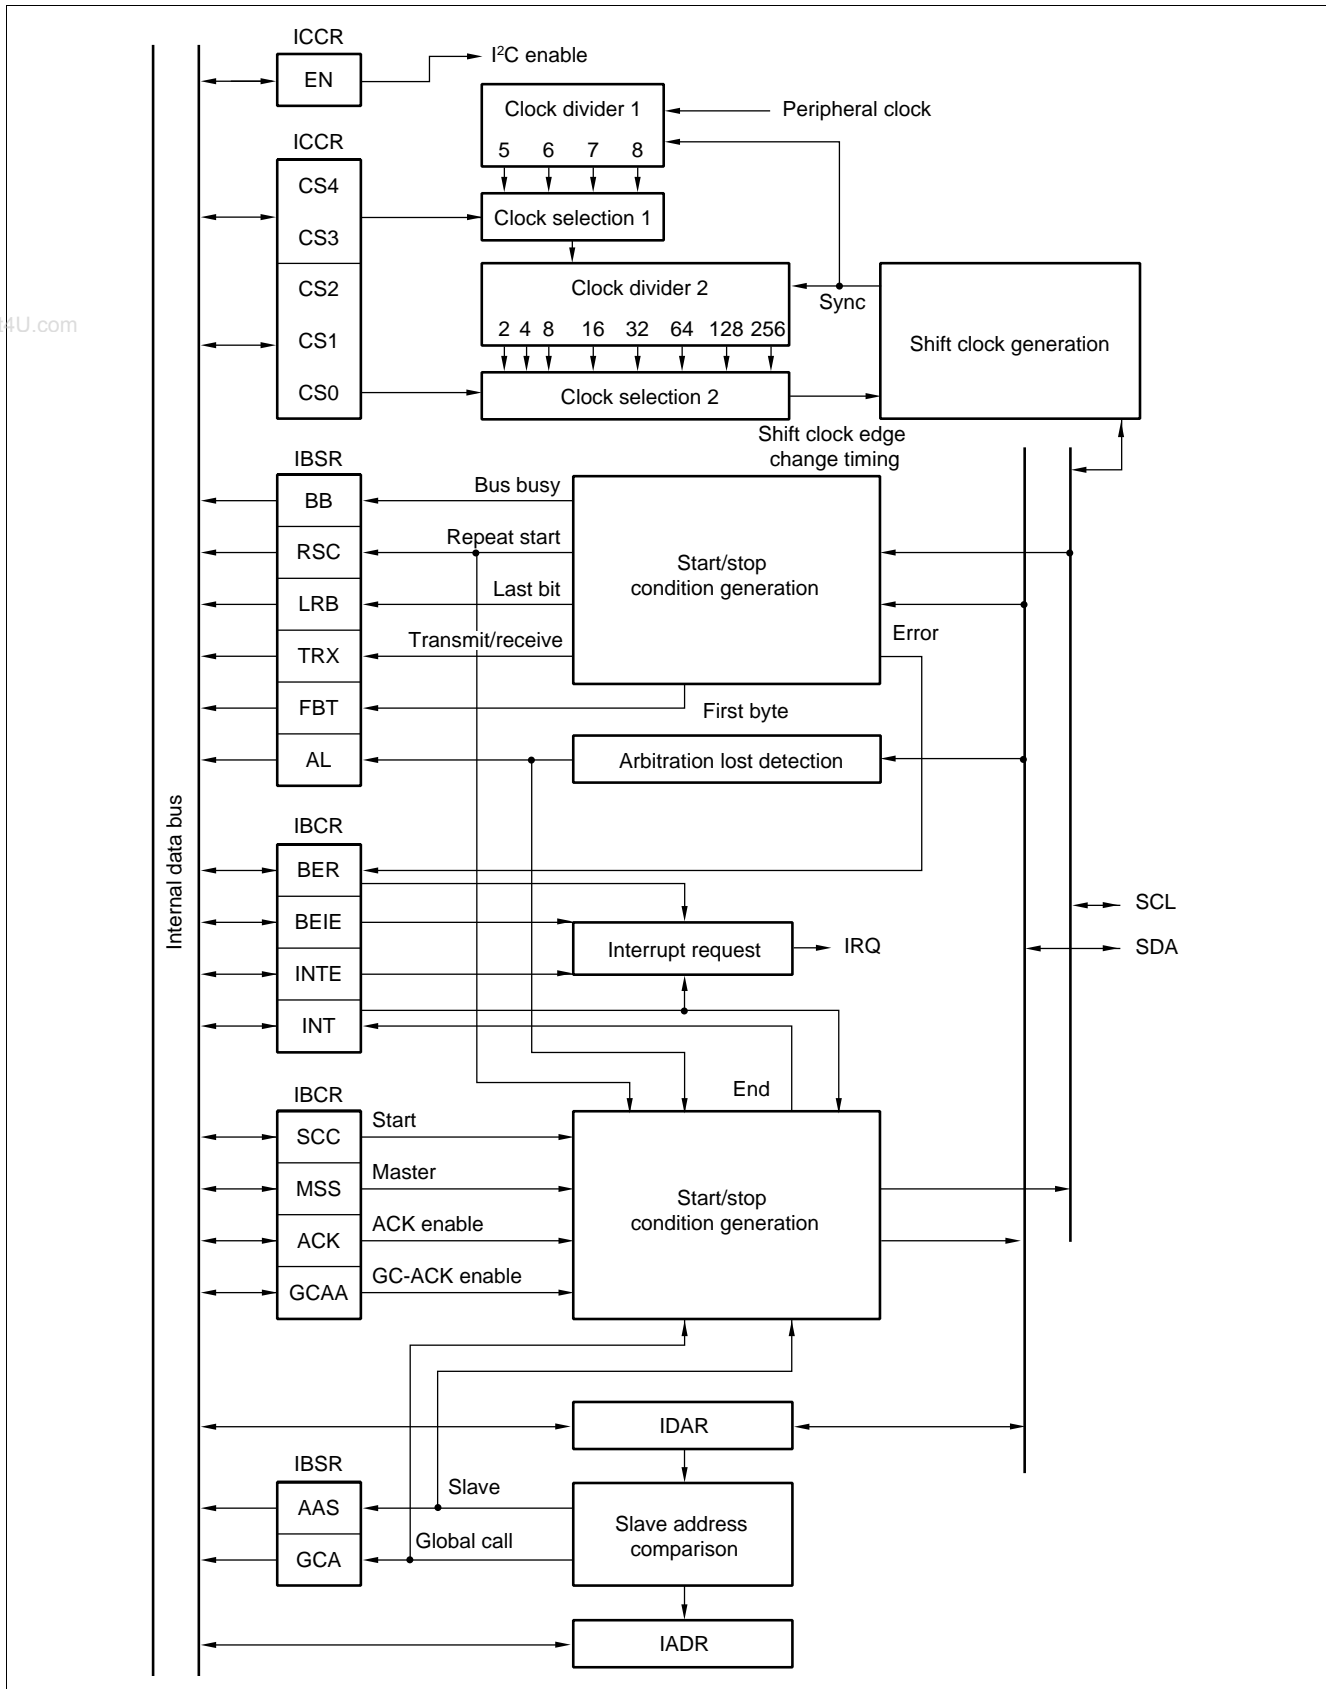 ICCR
EN
I²C enable
Clock divider 1
Peripheral clock
5 6 7 8
ICCR
CS4
CS3
CS2
CS1
CS0
Clock selection 1
Clock divider 2
2 4 8 16 32 64 128 256
Sync
Shift clock generation
Clock selection 2
Shift clock edge
change timing
t4U.com
IBSR
BB
RSC
LRB
TRX
FBT
AL
Bus busy
Repeat start
Last bit
Transmit/receive
Start/stop
condition generation
Error
First byte
Arbitration lost detection
Internal data bus
IBCR
BER
BEIE
INTE
INT
Interrupt request
IRQ
SCL
SDA
End
IBCR
SCC
MSS
ACK
GCAA
Start
Master
ACK enable
GC-ACK enable
Start/stop
condition generation
IDAR
IBSR
AAS
GCA
Slave
Global call
Slave address
comparison
IADR